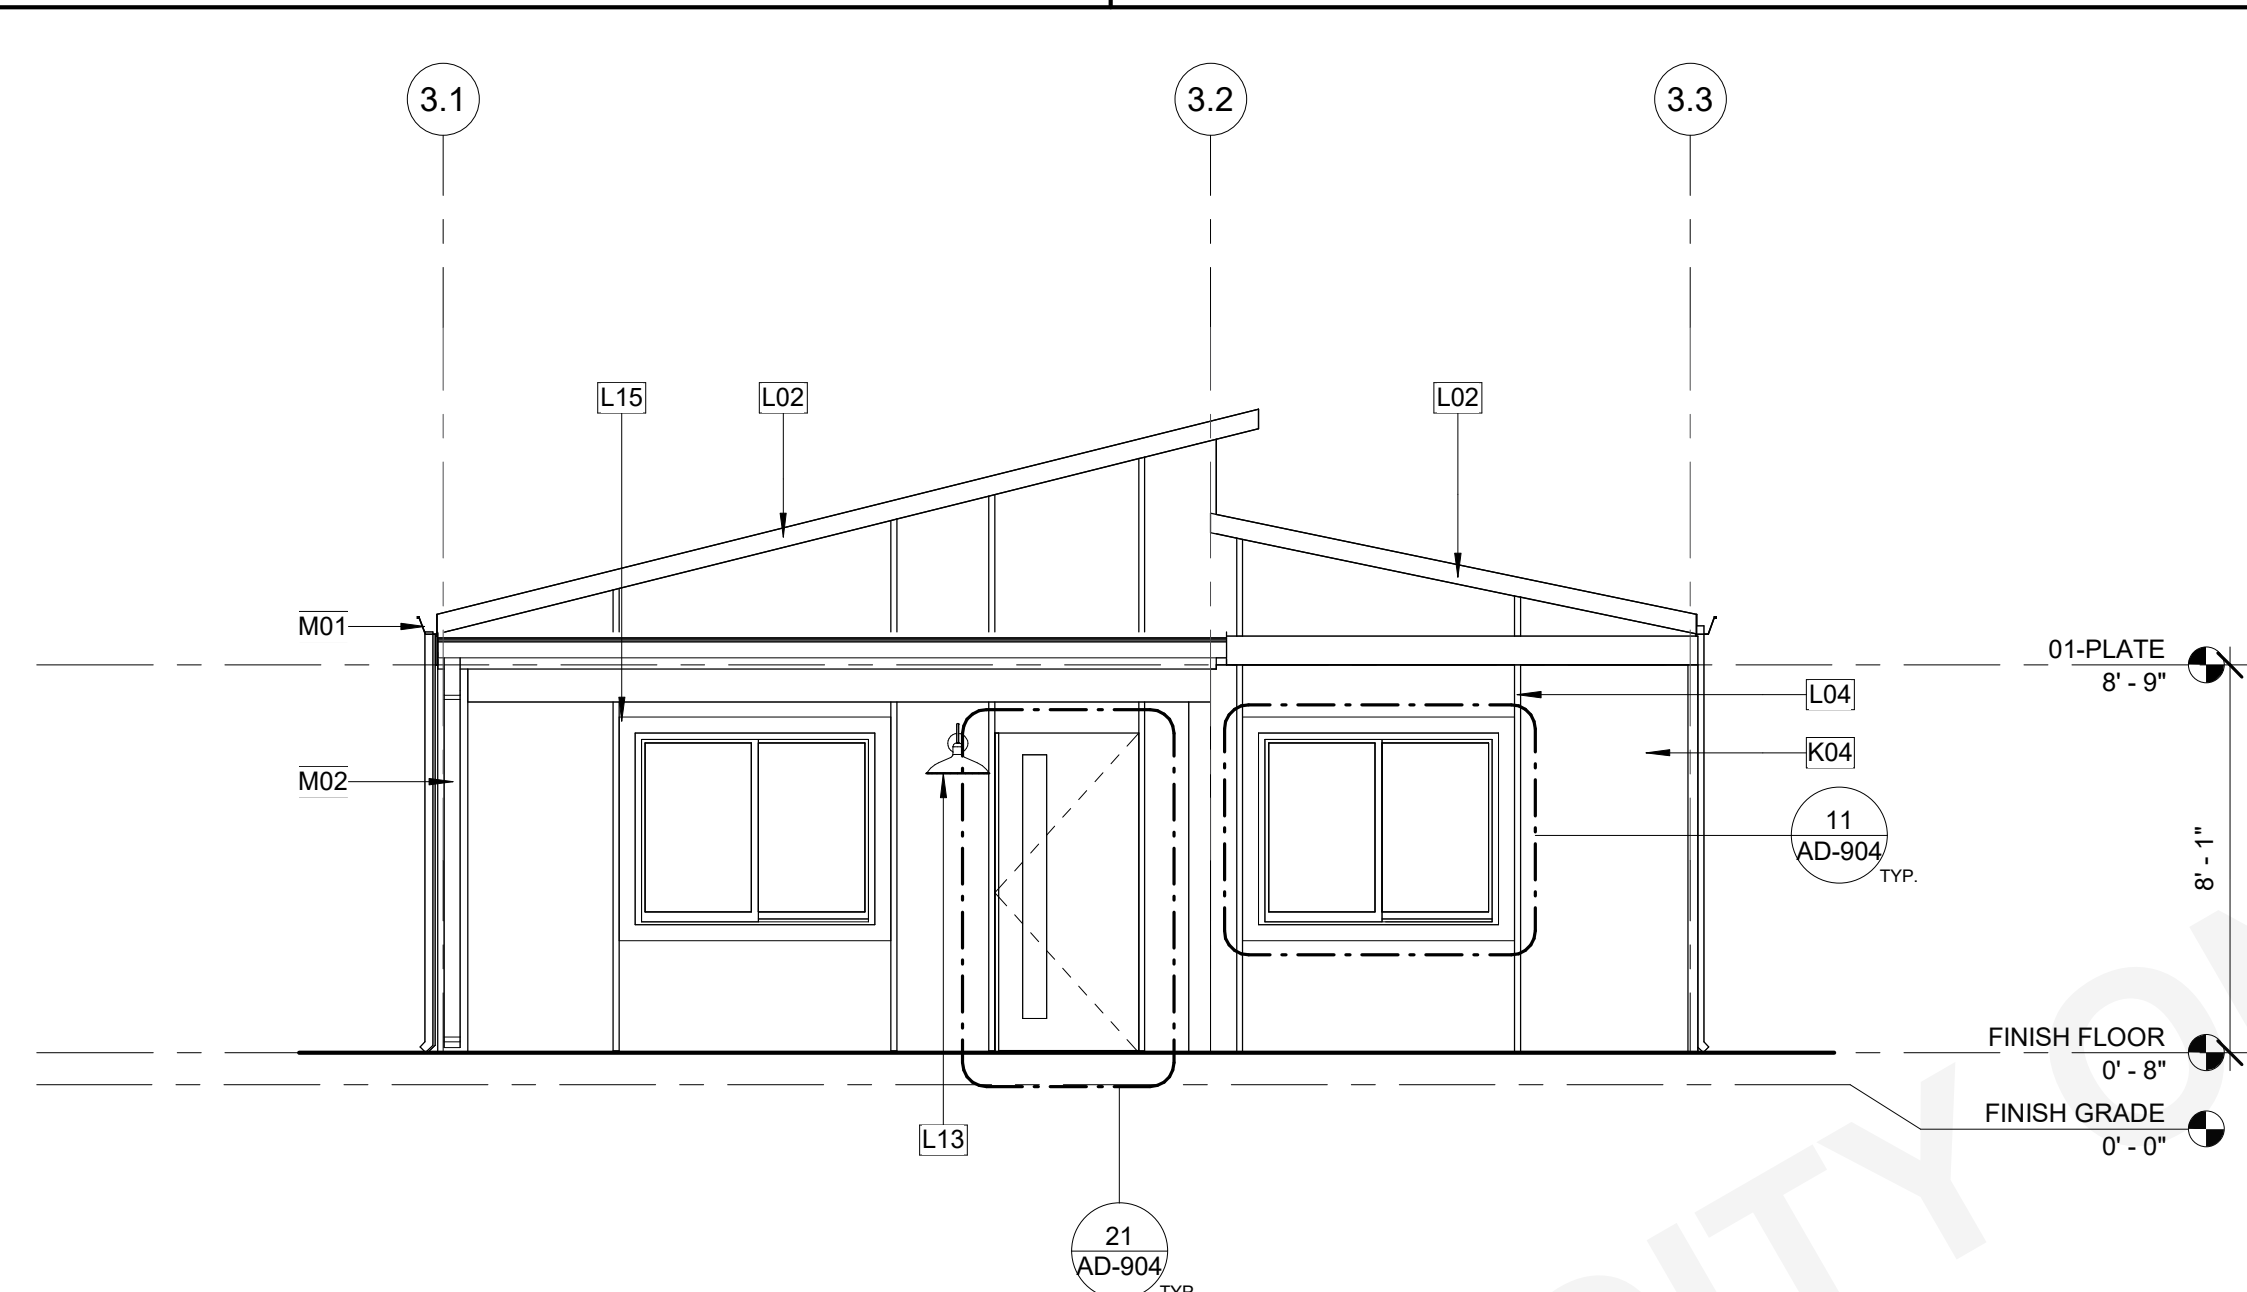 3.1
3.2
3.3
L15
L02
L02
M01
01-PLATE
8' - 9"
L04
M02
K04
11
AD-904
TYP.
8' - 1"
FINISH FLOOR
0' - 8"
FINISH GRADE
0' - 0"
L13
21
AD-904
TYP.